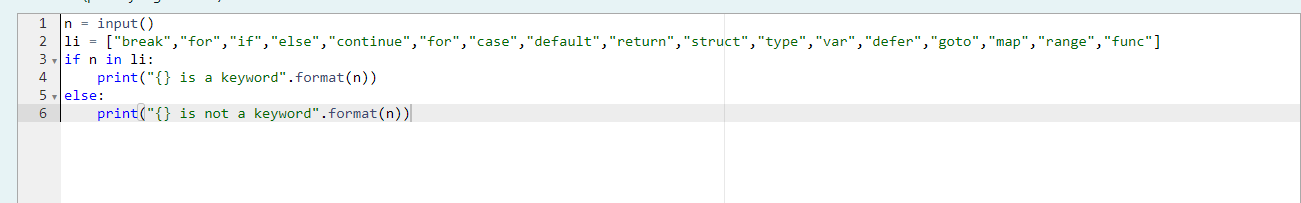 1 n = input()
2 li = ["break","for","if","else","continue","for","case","default","return","struct","type","var","defer","goto","map","range","func"]
3 if n in li:
4     print("{} is a keyword".format(n))
5 else:
6     print("{} is not a keyword".format(n))